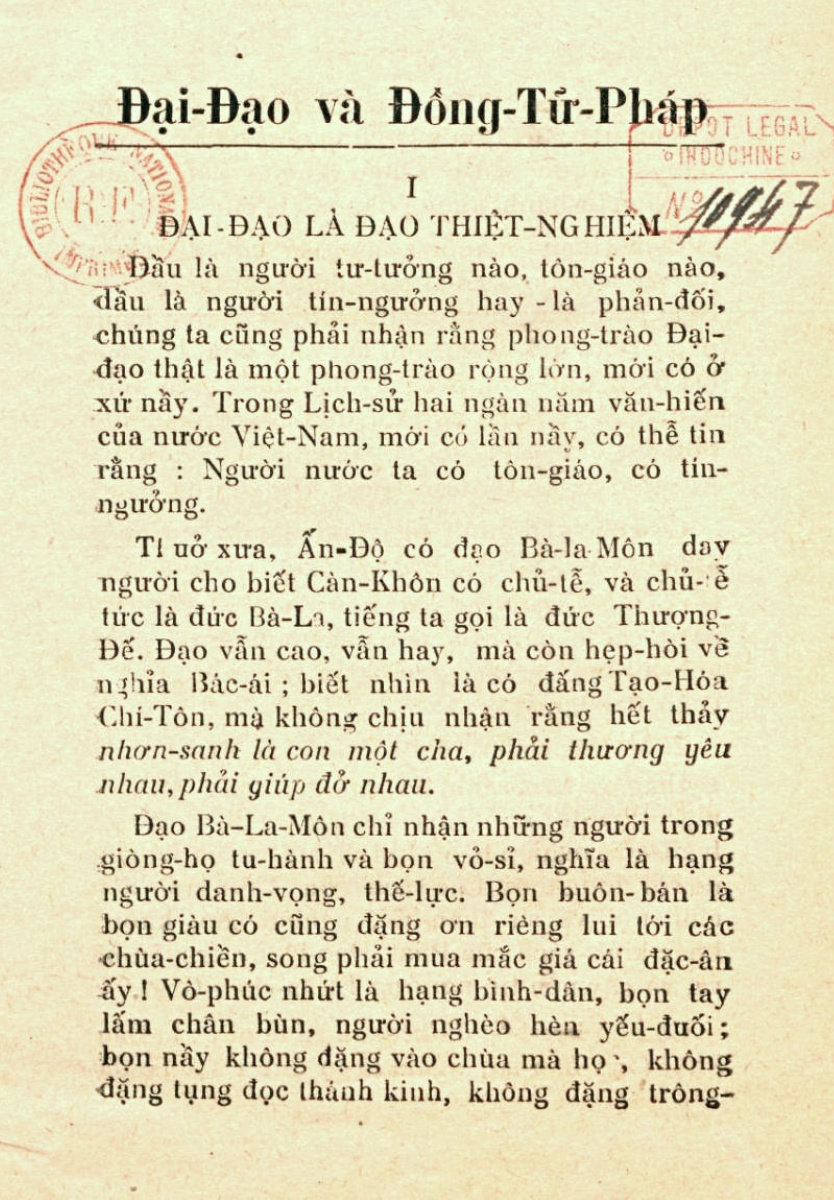 Đại-Đạo và Đồng-Tử-Pháp
BIBLIOTHÈQUE NATIONALE
R.F.
IMPRIMÉS
DÉPOT LEGAL
INDOCHINE
Nº 10947
I
ĐẠI-ĐẠO LÀ ĐẠO THIỆT-NGHIỆM
Đầu là người tư-tưởng nào, tôn-giáo nào,
dầu là người tín-ngưởng hay - là phản-đối,
chúng ta cũng phải nhận rằng phong-trào Đại-
đạo thật là một phong-trào rộng lớn, mới có ở
xứ nầy. Trong Lịch-sử hai ngàn năm văn-hiến
của nước Việt-Nam, mới có lần nầy, có thể tin
rằng : Người nước ta có tôn-giáo, có tín-
ngưởng.
uở xưa, Ấn-Độ có đạo Bà-la-Môn dạy
người cho biết Càn-Khôn có chủ-tể, và chủ-tể
tức là đức Bà-La, tiếng ta gọi là đức Thượng-
Đế. Đạo vẫn cao, vẫn hay, mà còn hẹp-hòi về
nghĩa Bác-ái ; biết nhìn là có đấng Tạo-Hóa
Chí-Tôn, mà không chịu nhận rằng hết thảy
nhơn-sanh là con một cha, phải thương yêu
nhau, phải giúp đở nhau.
Đạo Bà-La-Môn chỉ nhận những người trong
giòng-họ tu-hành và bọn vỏ-sỉ, nghĩa là hạng
người danh-vọng, thế-lực. Bọn buôn-bán là
bọn giàu có cũng đặng ơn riêng lui tới các
chùa-chiền, song phải mua mắc giá cái đặc-ân
ấy ! Vô-phúc nhứt là hạng bình-dân, bọn tay
lấm chân bùn, người nghèo hèn yếu-đuối ;
bọn nầy không đặng vào chùa mà họ, không
đặng tụng đọc thánh kinh, không đặng trông-